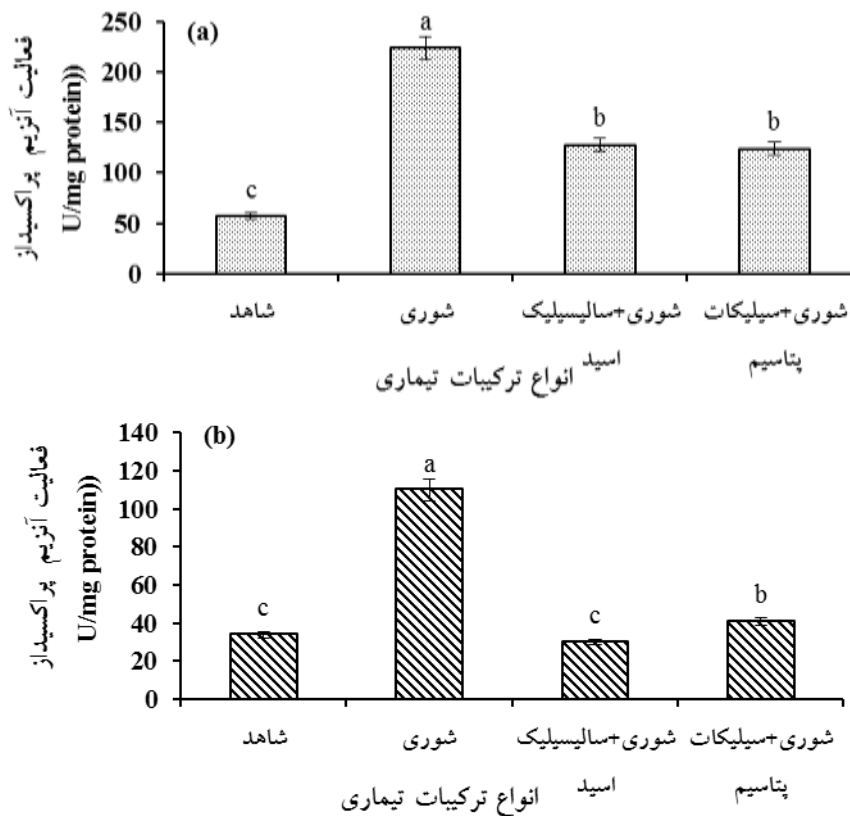 (a)
فعالیت آنزیم پراکسیداز
U/mg protein))
250
200
150
100
50
0
c
a
b
b
شاهد
شوری
شوری+سالیسیلیک
اسید
شوری+سیلیکات
پتاسیم
انواع ترکیبات تیماری
(b)
فعالیت آنزیم پراکسیداز
U/mg protein))
140
120
100
80
60
40
20
0
c
a
c
b
شاهد
شوری
شوری+سالیسیلیک
اسید
شوری+سیلیکات
پتاسیم
انواع ترکیبات تیماری